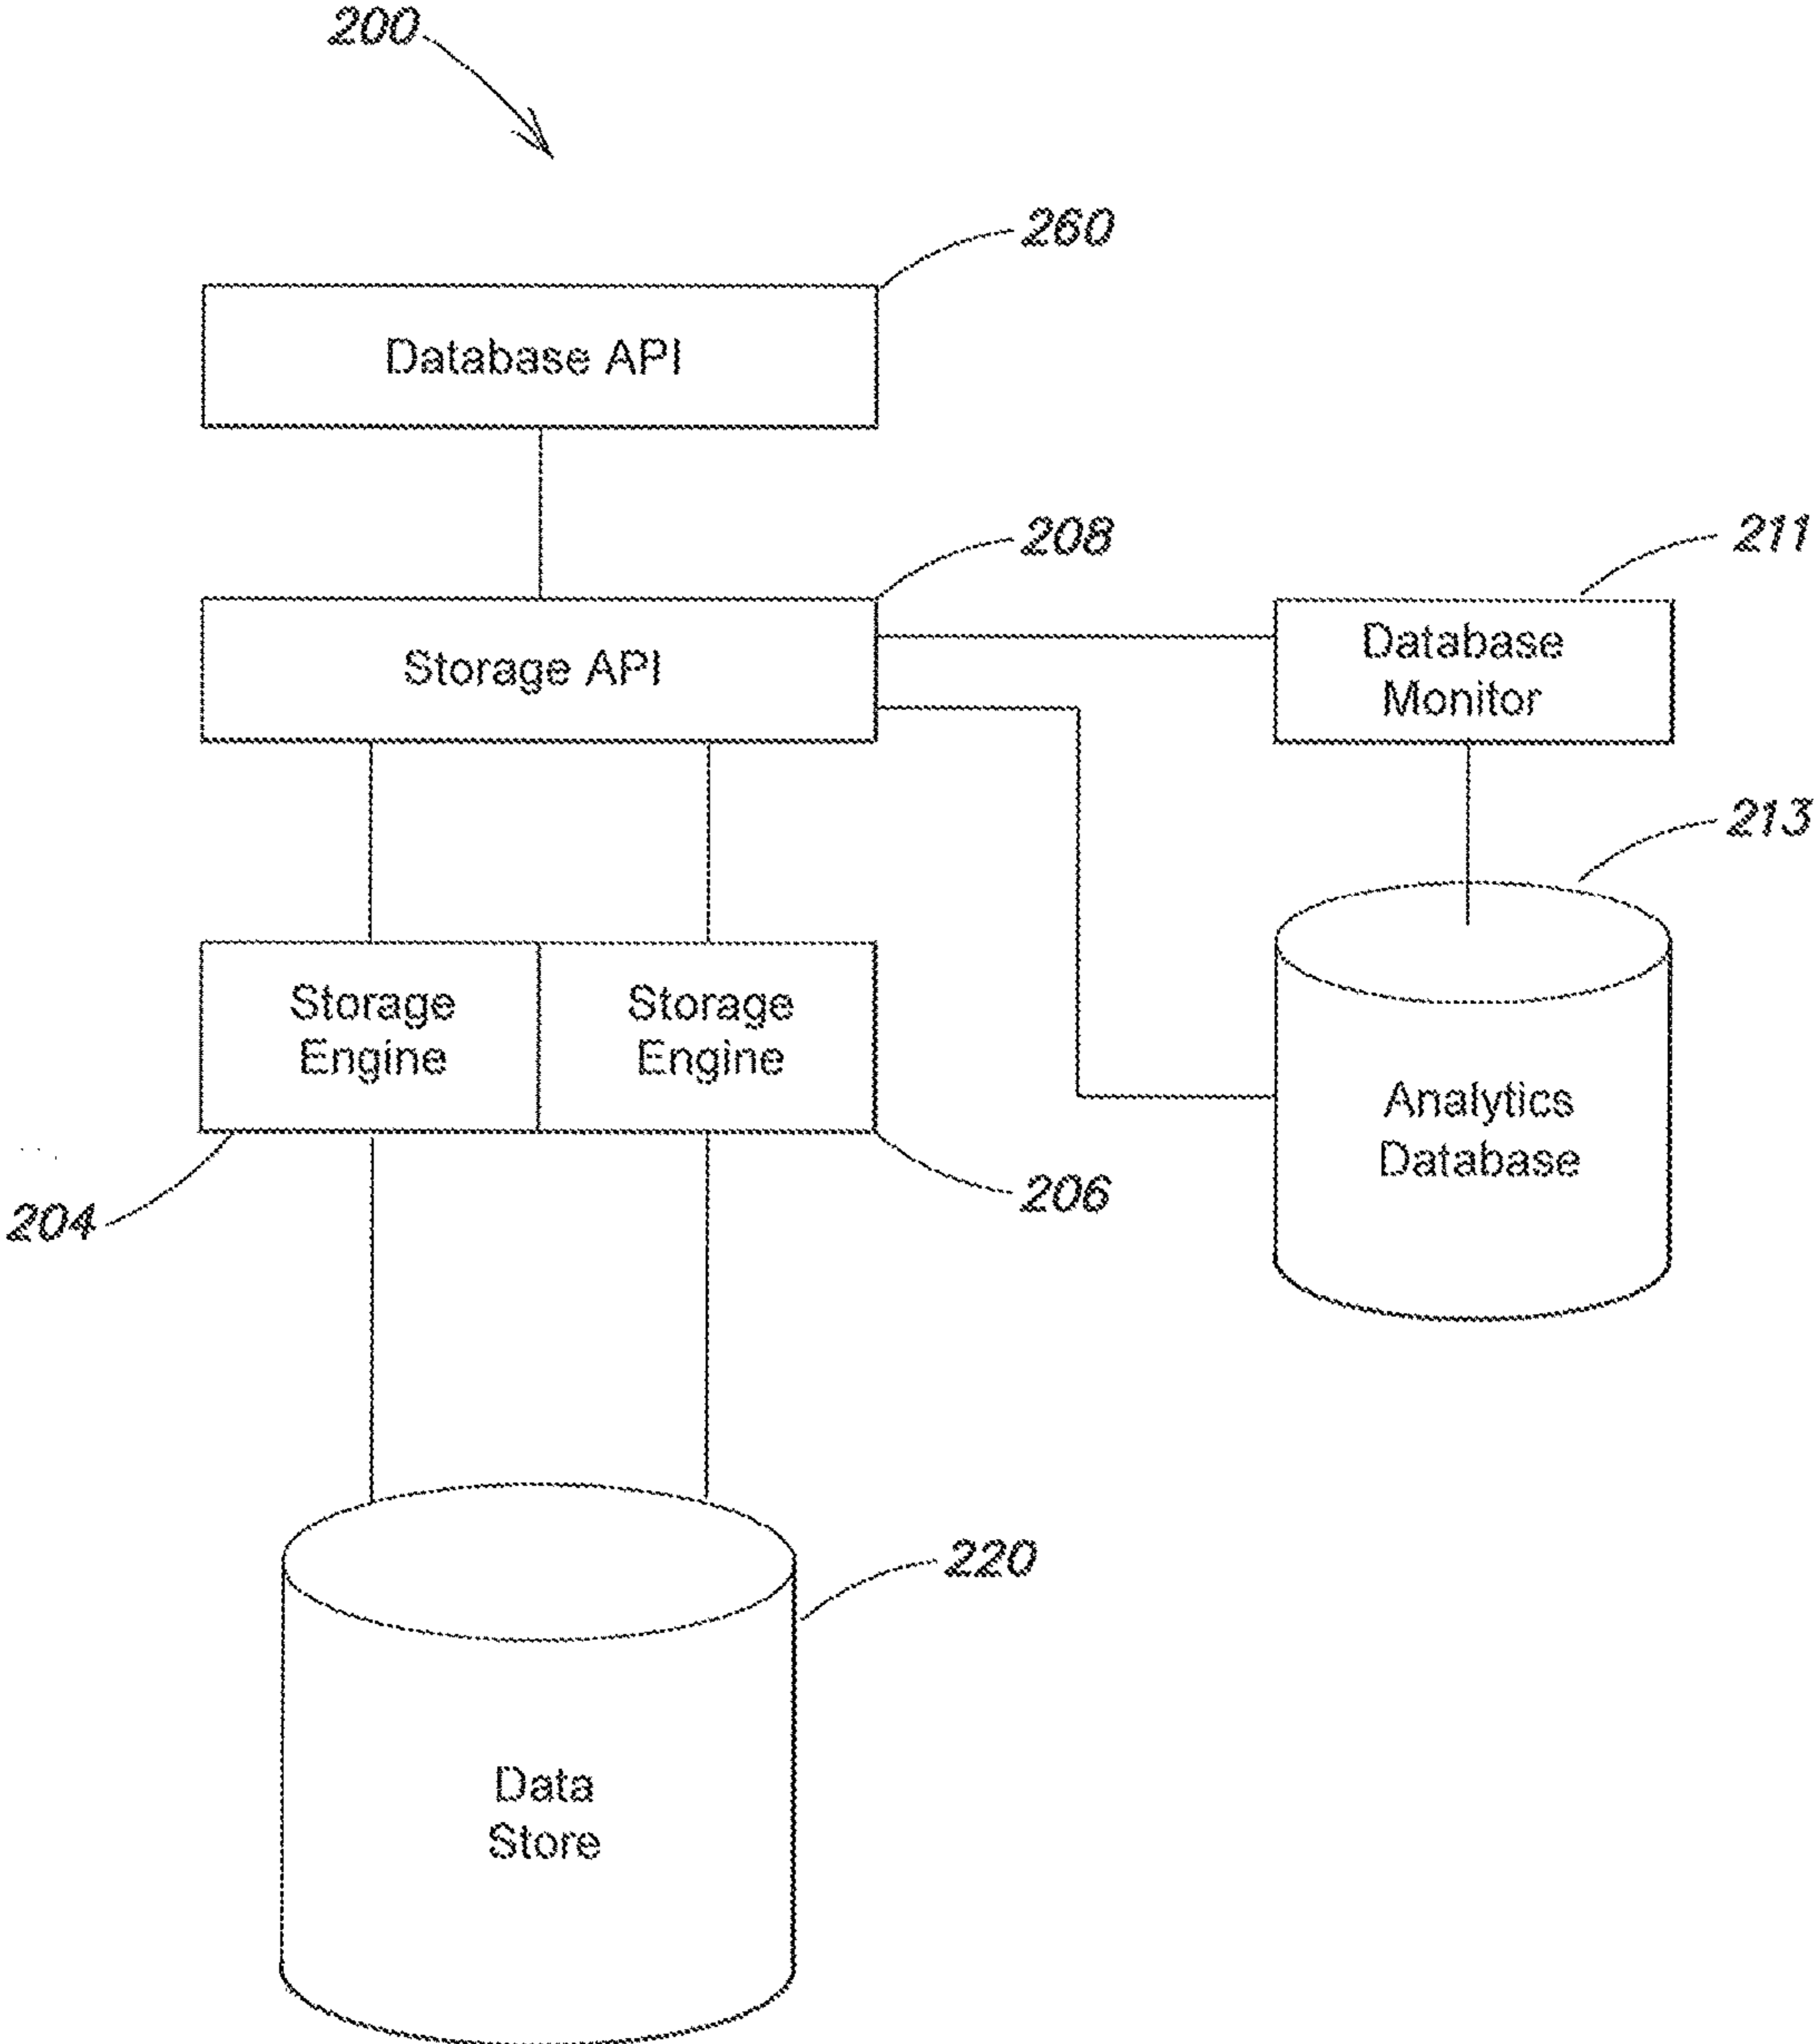 200
260
Database API
208
211
Storage API
Database
Monitor
213
Storage
Engine
Storage
Engine
Analytics
Database
204
206
220
Data
Store